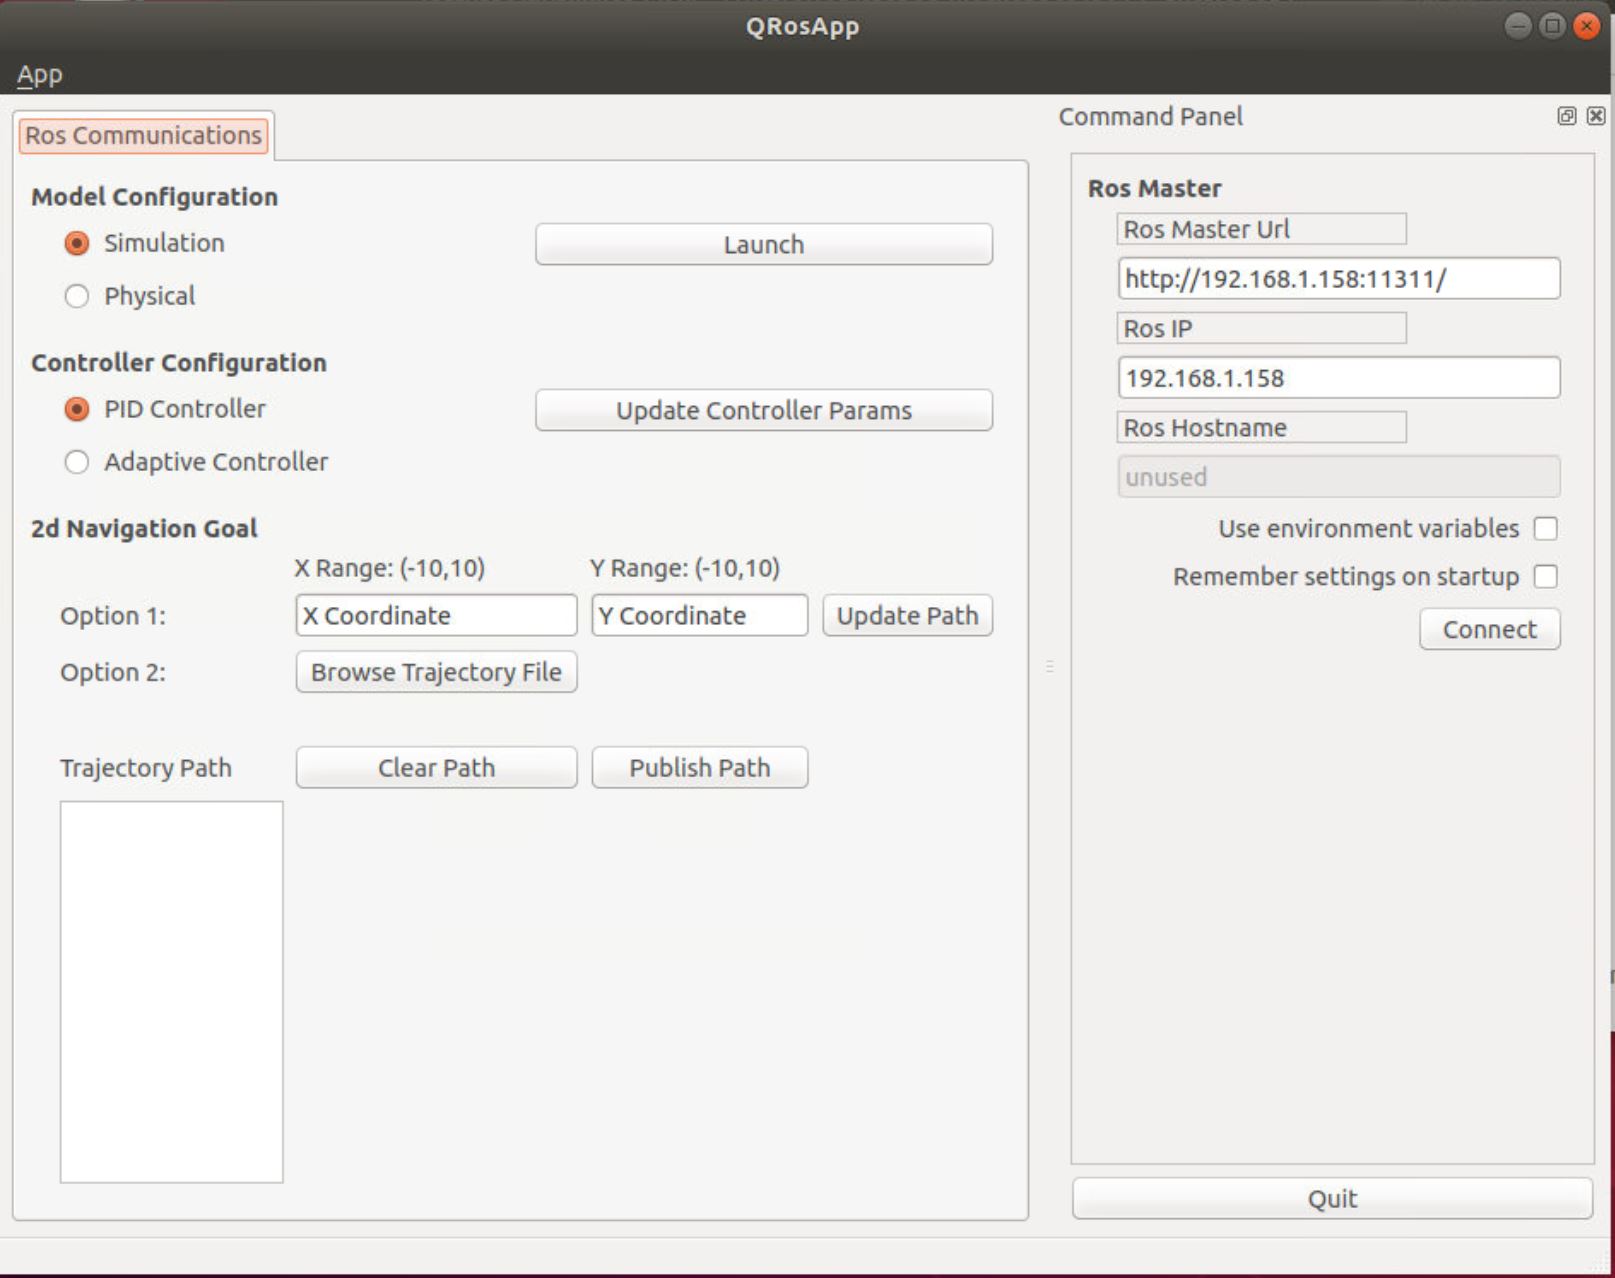 QRosApp
App
Ros Communications
Model Configuration
Simulation
Launch
Physical
Controller Configuration
PID Controller
Update Controller Params
Adaptive Controller
2d Navigation Goal
X Range: (-10,10)
Y Range: (-10,10)
Option 1:
X Coordinate
Y Coordinate
Update Path
Option 2:
Browse Trajectory File
Trajectory Path
Clear Path
Publish Path
Command Panel
Ros Master
Ros Master Url
http://192.168.1.158:11311/
Ros IP
192.168.1.158
Ros Hostname
unused
Use environment variables
Remember settings on startup
Connect
Quit